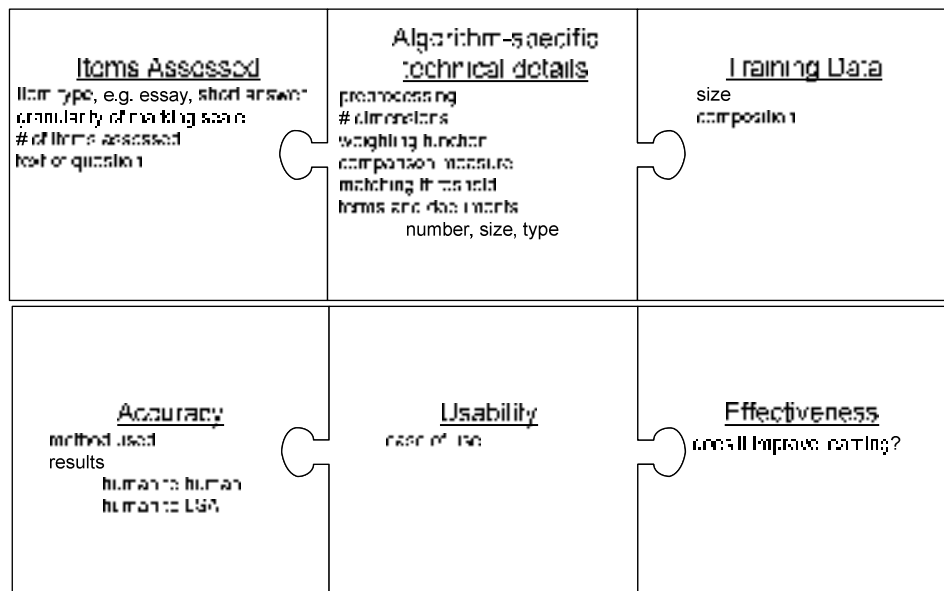 Items Assessed
item type, e.g. essay, short answer
granularity of marking scale
# of items assessed
text of question
Algorithm-specific
technical details
preprocessing
# dimensions
weighting function
comparison measure
matching threshold
terms and documents
number, size, type
Training Data
size
composition
Accuracy
method used
results
human to human
human to LSA
Usability
ease of use
Effectiveness
does it improve learning?